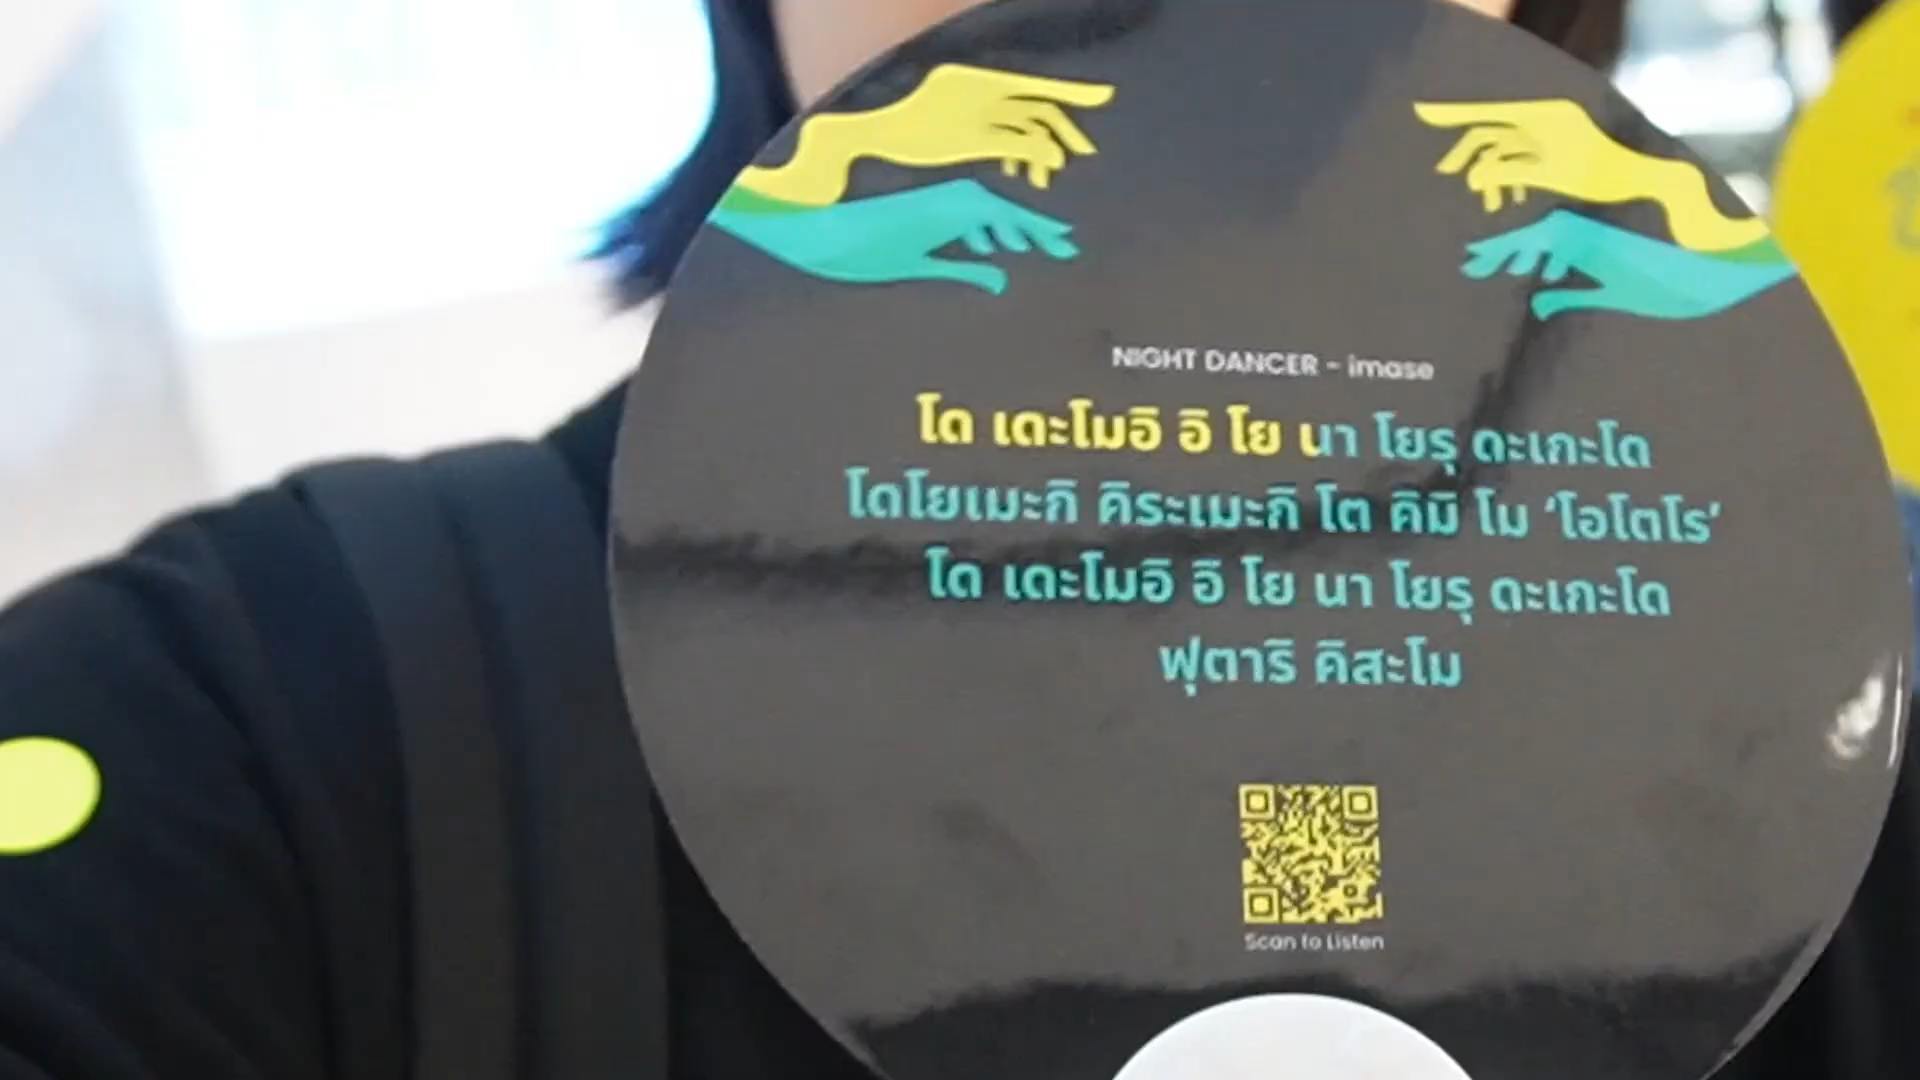 NIGHT DANCER - imase
โด เดะโมอิ อิ โย นา โยรุ ดะเกะโด
โดโยเมะกิ คิระเมะกิ โต คิมิ โม ‘โอโตโร’
โด เดะโมอิ อิ โย นา โยรุ ดะเกะโด
ฟุตาริ คิสะโม
Scan to Listen